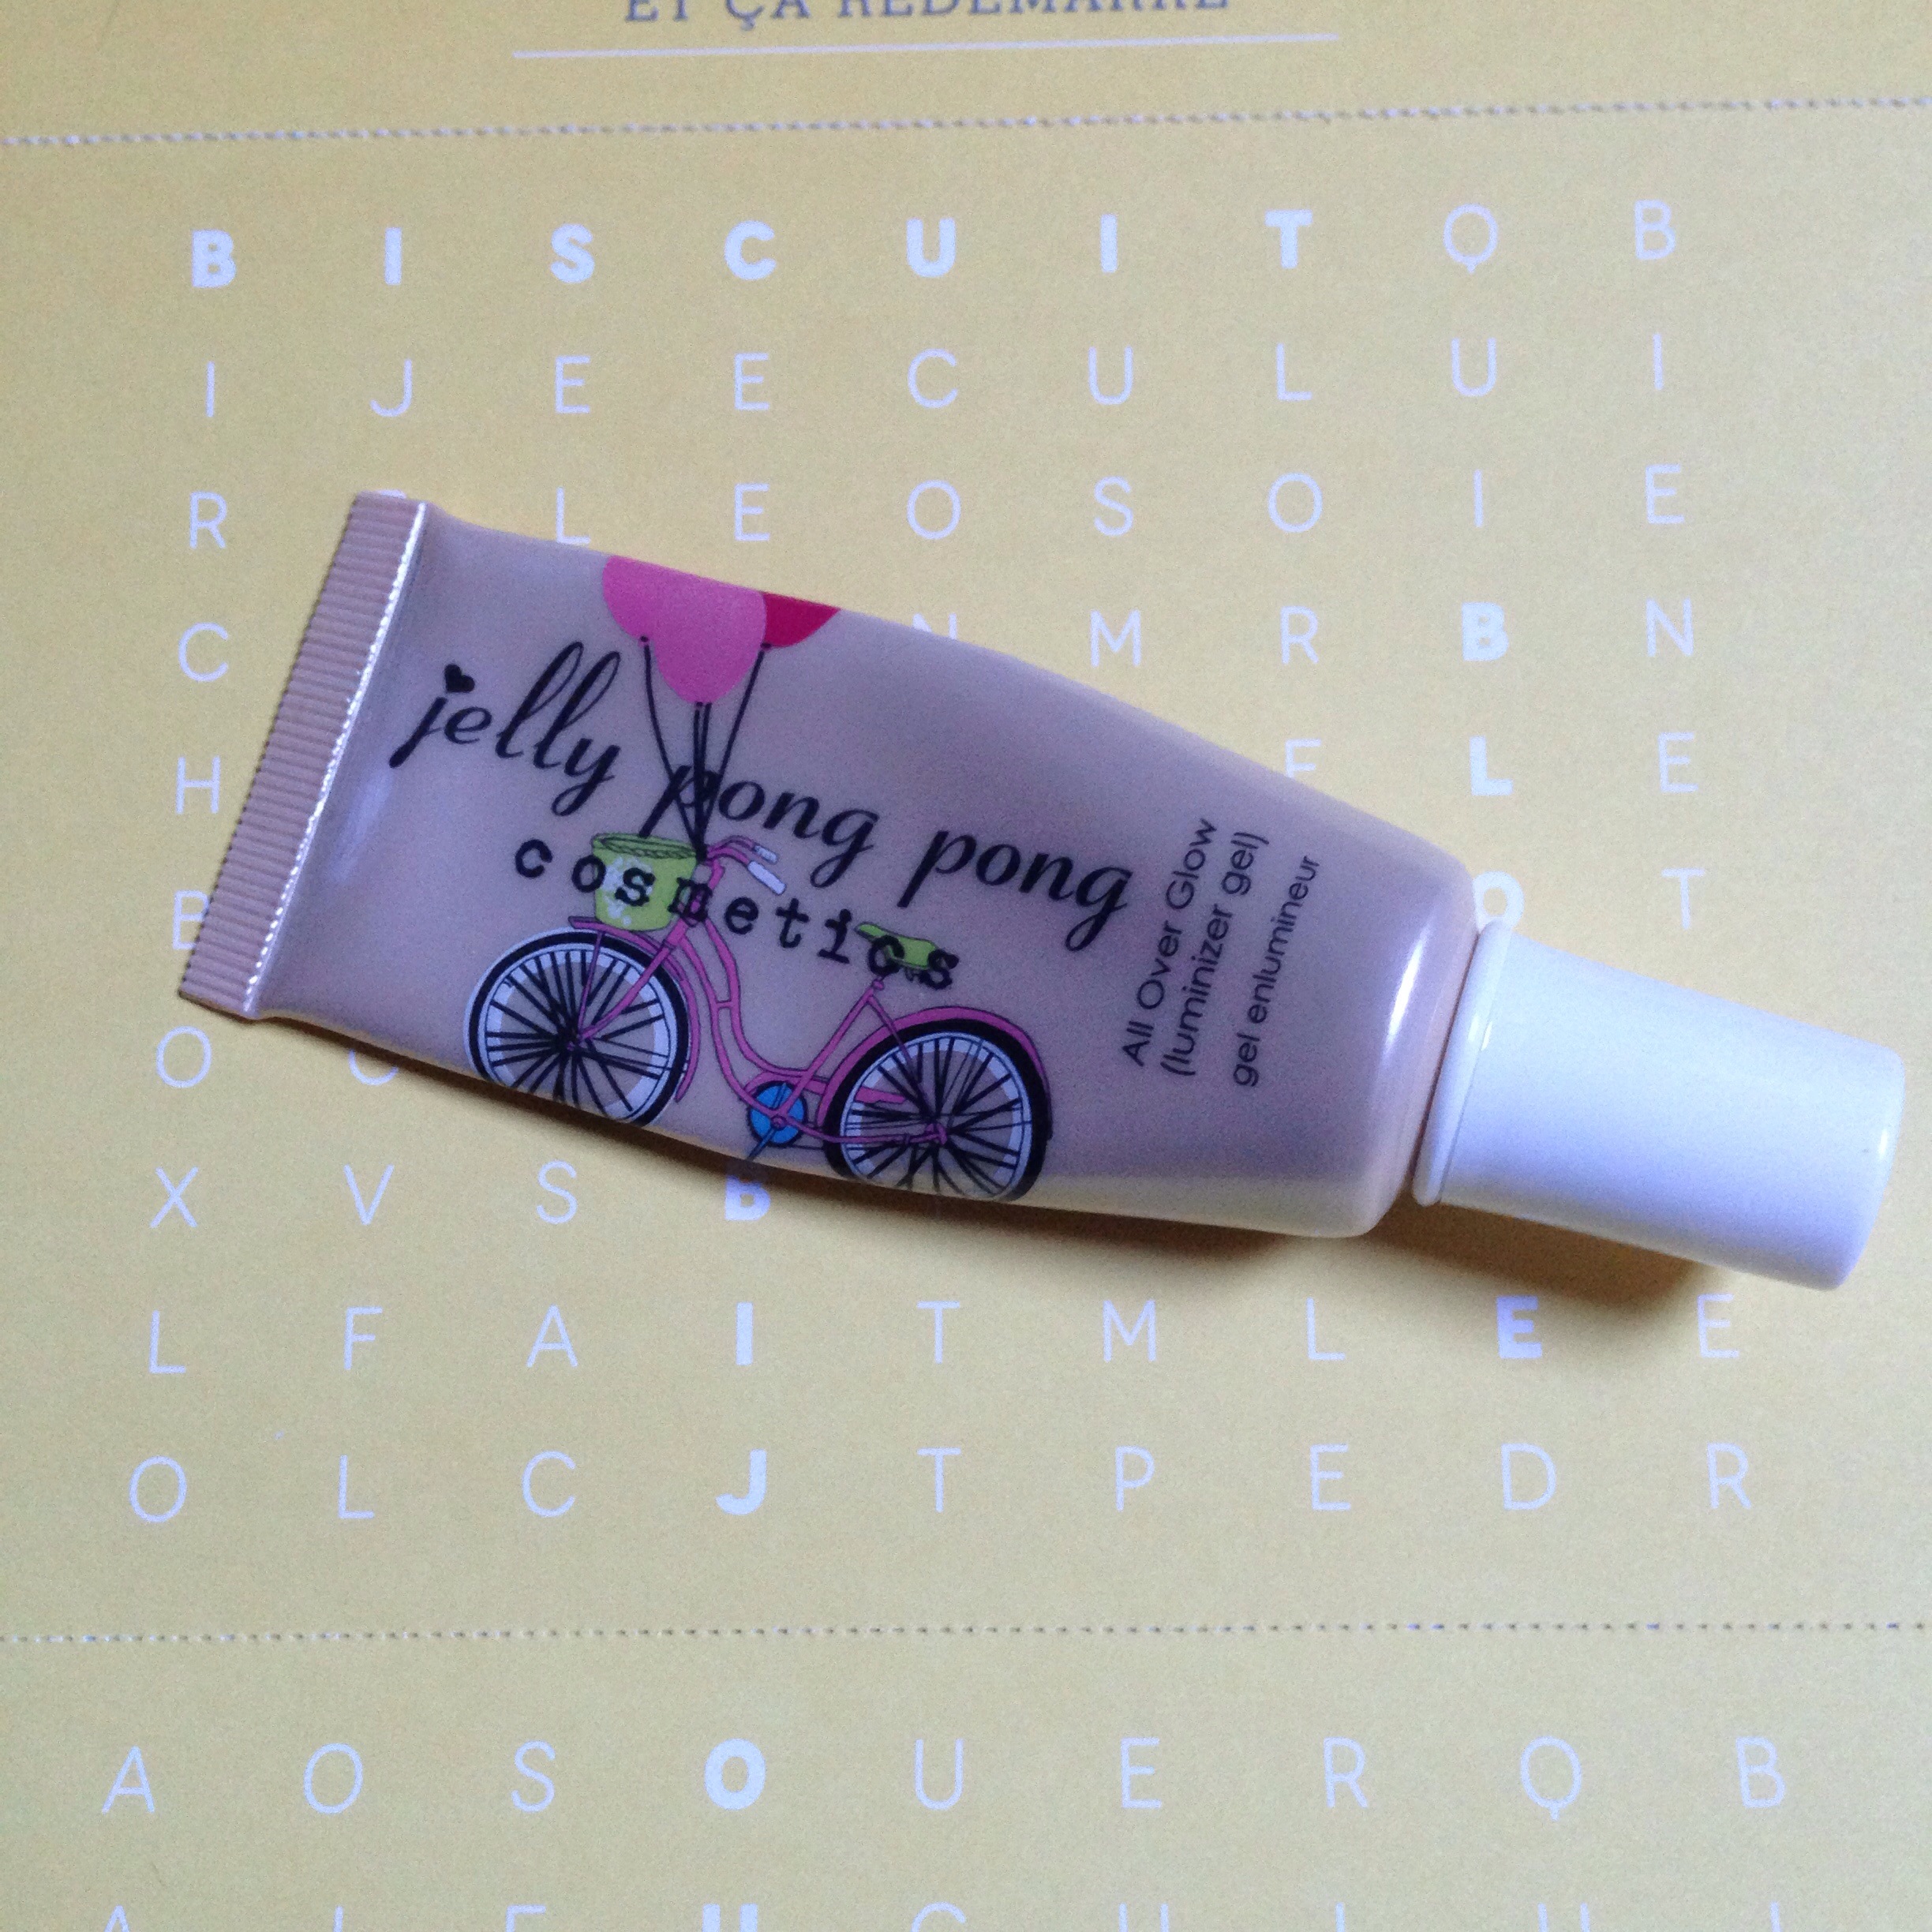 ET ÇA REDÉMARRE
B I S C U I T Q B
I J E E C U L U I
R L E O S O I E
C M R B N
H L E
T
jelly pong pong
cosmetics
All Over Glow
(luminizer gel)
gel enlumineur
O
X V S B
L F A I T M L E E
O L C J T P E D R
A O S O U E R Q B